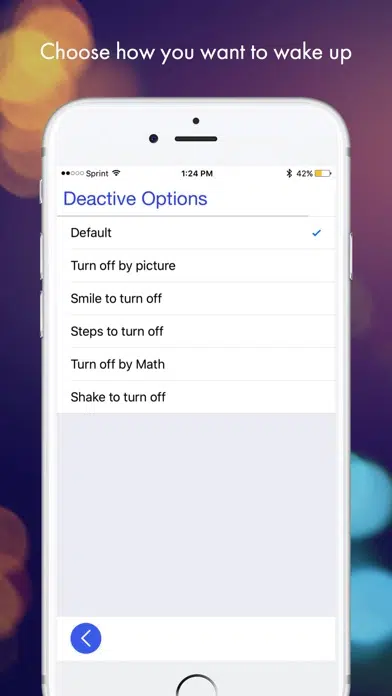 Choose how you want to wake up
Sprint 1:24 PM 42%
Deactive Options
Default
Turn off by picture
Smile to turn off
Steps to turn off
Turn off by Math
Shake to turn off